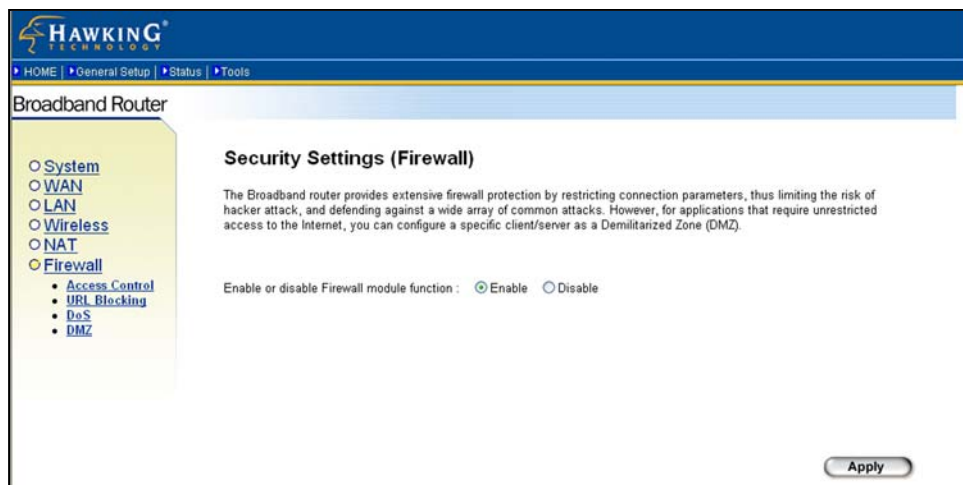 HAWKING®
TECHNOLOGY
HOME | General Setup | Status | Tools
Broadband Router
System
WAN
LAN
Wireless
NAT
Firewall
Access Control
URL Blocking
DoS
DMZ
Security Settings (Firewall)
The Broadband router provides extensive firewall protection by restricting connection parameters, thus limiting the risk of
hacker attack, and defending against a wide array of common attacks. However, for applications that require unrestricted
access to the Internet, you can configure a specific client/server as a Demilitarized Zone (DMZ).
Enable or disable Firewall module function : Enable Disable
Apply